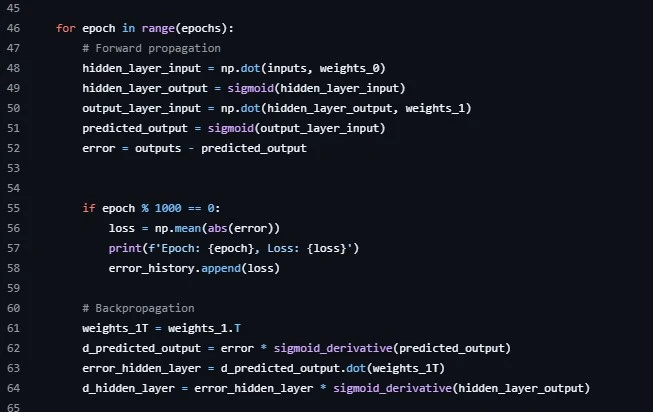 45
46 for epoch in range(epochs):
47 # Forward propagation
48 hidden_layer_input = np.dot(inputs, weights_0)
49 hidden_layer_output = sigmoid(hidden_layer_input)
50 output_layer_input = np.dot(hidden_layer_output, weights_1)
51 predicted_output = sigmoid(output_layer_input)
52 error = outputs - predicted_output
53
54
55 if epoch % 1000 == 0:
56 loss = np.mean(abs(error))
57 print(f'Epoch: {epoch}, Loss: {loss}')
58 error_history.append(loss)
59
60 # Backpropagation
61 weights_1T = weights_1.T
62 d_predicted_output = error * sigmoid_derivative(predicted_output)
63 error_hidden_layer = d_predicted_output.dot(weights_1T)
64 d_hidden_layer = error_hidden_layer * sigmoid_derivative(hidden_layer_output)
65